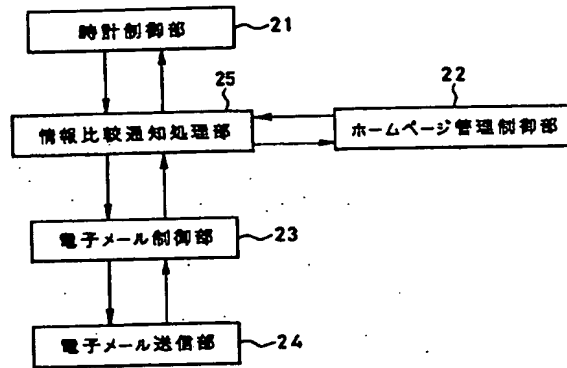 時計制御部
21
25
22
情報比較通知処理部
ホームページ管理制御部
電子メール制御部
23
電子メール送信部
24